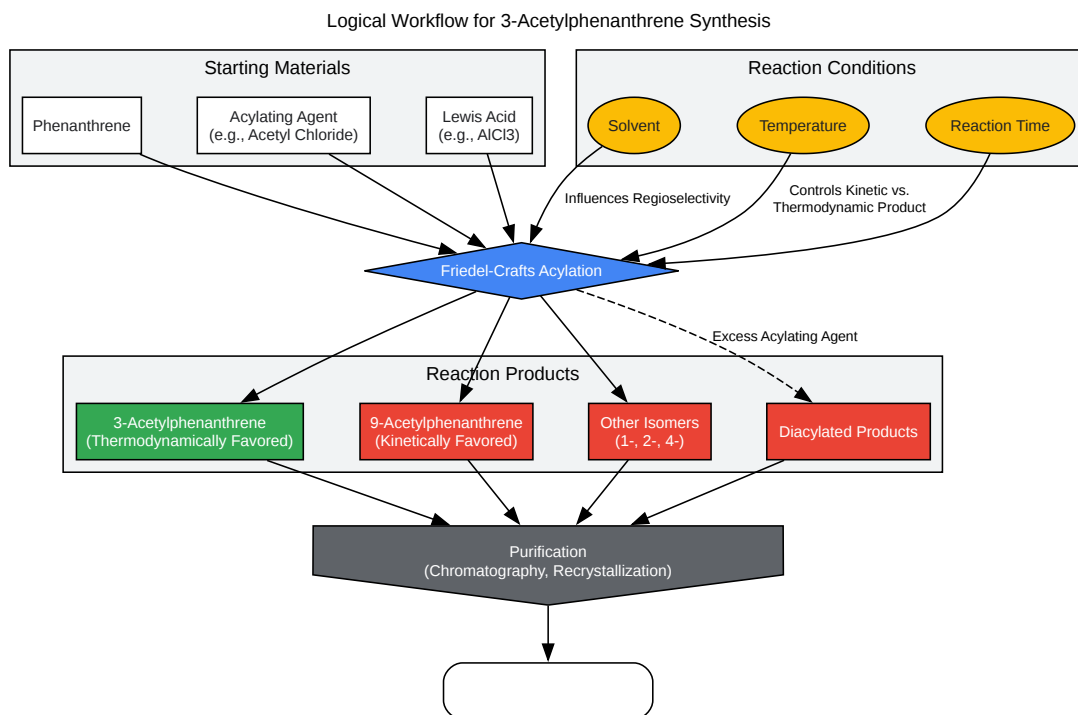 Logical Workflow for 3-Acetylphenanthrene Synthesis
Starting Materials
Reaction Conditions
Phenanthrene
Acylating Agent
(e.g., Acetyl Chloride)
Lewis Acid
(e.g., AlCl3)
Solvent
Temperature
Reaction Time
Influences Regioselectivity
Controls Kinetic vs.
Thermodynamic Product
Friedel-Crafts Acylation
Excess Acylating Agent
Reaction Products
3-Acetylphenanthrene
(Thermodynamically Favored)
9-Acetylphenanthrene
(Kinetically Favored)
Other Isomers
(1-, 2-, 4-)
Diacylated Products
Purification
(Chromatography, Recrystallization)